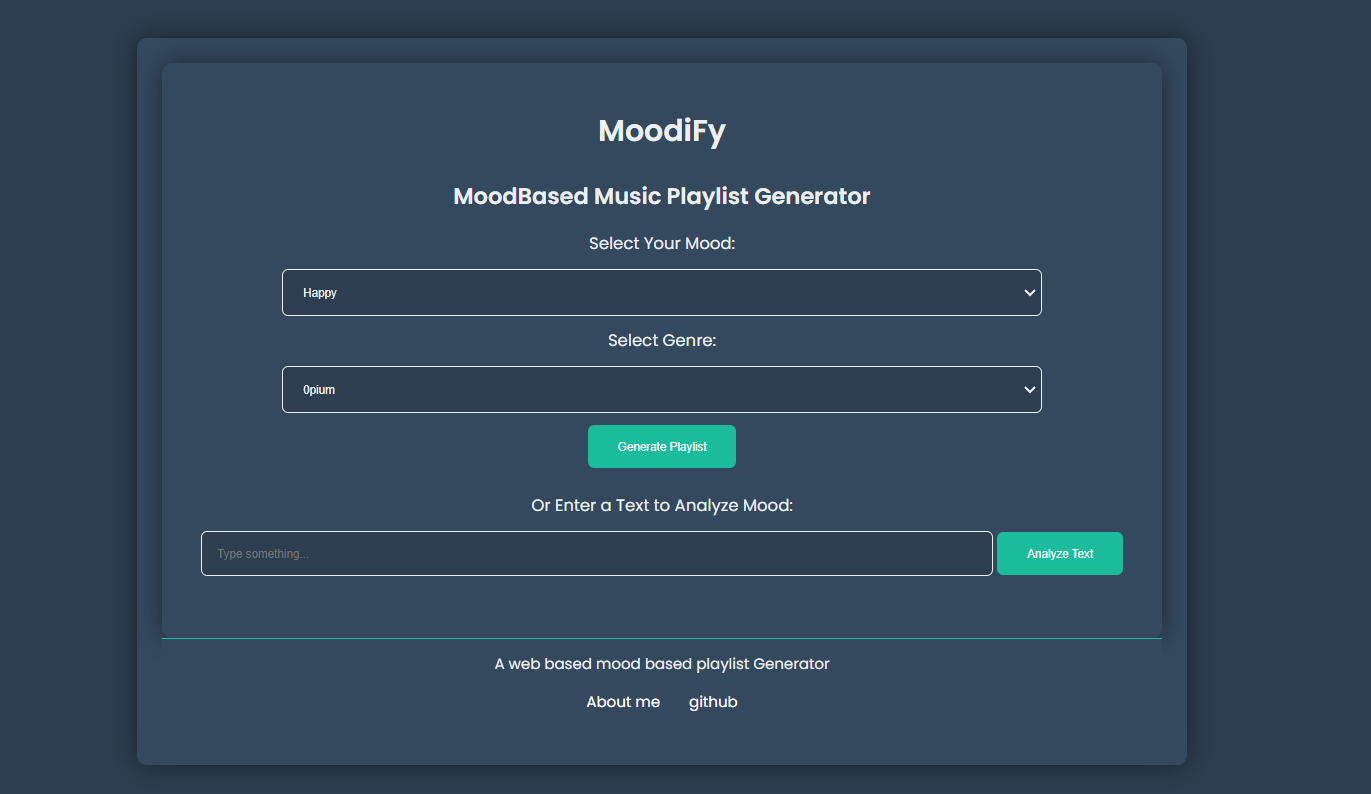 MoodiFy
MoodBased Music Playlist Generator
Select Your Mood:
Happy
Select Genre:
0pium
Generate Playlist
Or Enter a Text to Analyze Mood:
Type something... Analyze Text
A web based mood based playlist Generator
About me github